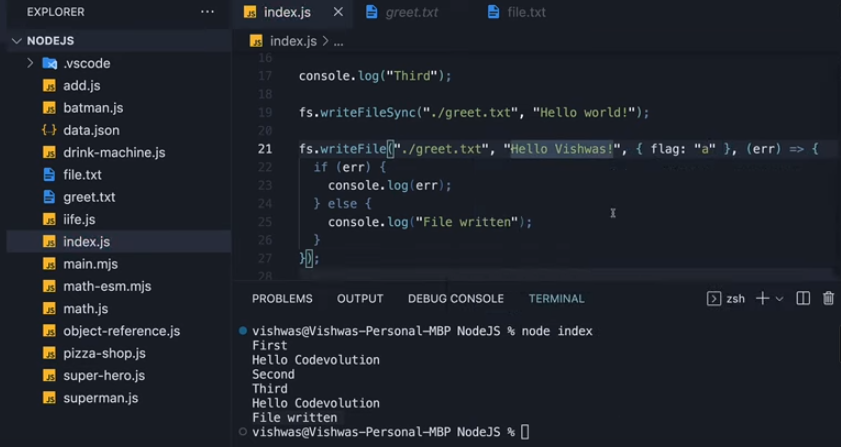 EXPLORER
NODEJS
.vscode
add.js
batman.js
data.json
drink-machine.js
file.txt
greet.txt
iife.js
index.js
main.mjs
math-esm.mjs
math.js
object-reference.js
pizza-shop.js
super-hero.js
superman.js
index.js greet.txt file.txt
index.js > ...
16
17 console.log("Third");
18
19 fs.writeFileSync("./greet.txt", "Hello world!");
20
21 fs.writeFile("./greet.txt", "Hello Vishwas!", { flag: "a" }, (err) => {
22 if (err) {
23 console.log(err);
24 } else {
25 console.log("File written");
26 }
27 });
28
PROBLEMS OUTPUT DEBUG CONSOLE TERMINAL zsh
vishwas@Vishwas-Personal-MBP NodeJS % node index
First
Hello Codevolution
Second
Third
Hello Codevolution
File written
vishwas@Vishwas-Personal-MBP NodeJS %